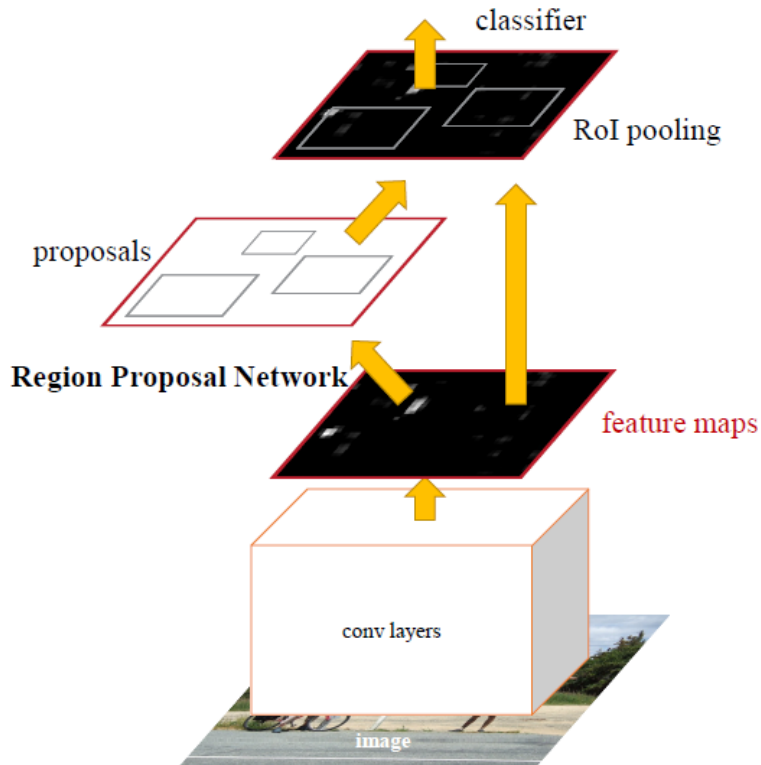 classifier
RoI pooling
proposals
Region Proposal Network
feature maps
conv layers
image